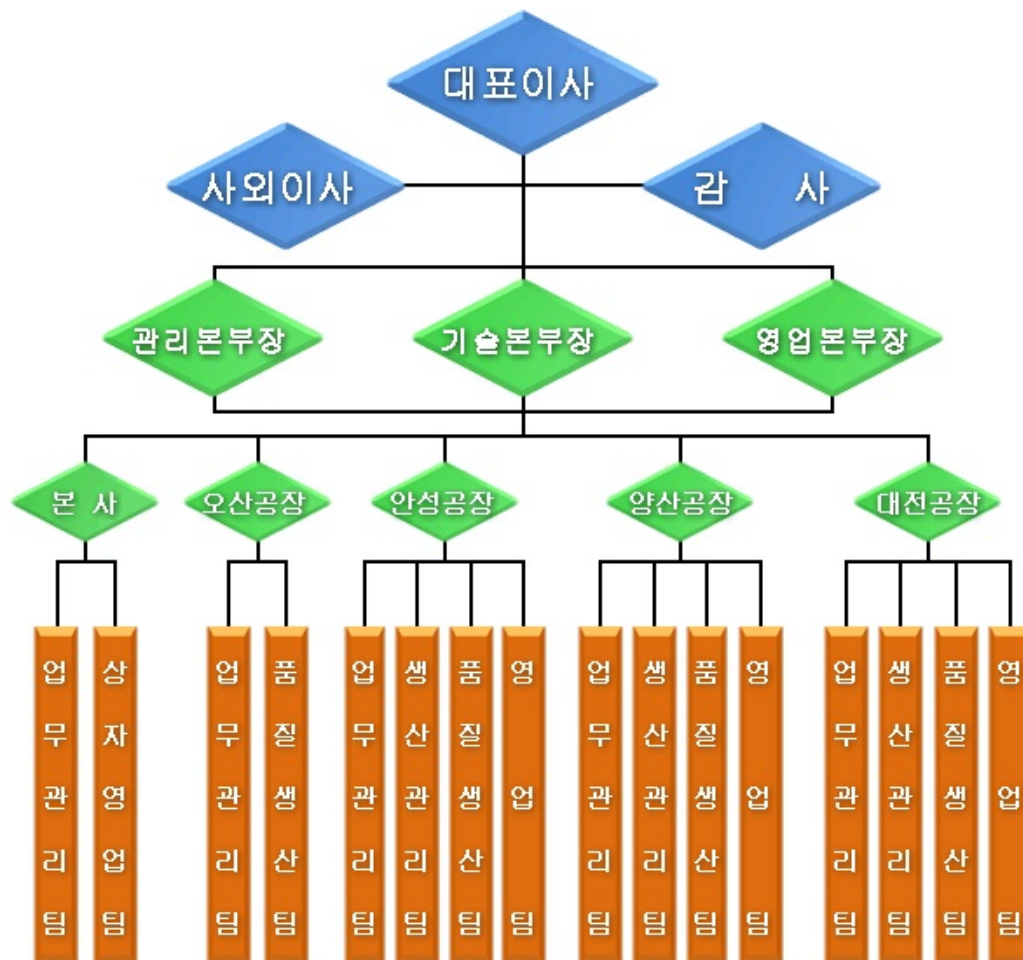 대표이사
사외이사
감 사
관리본부장
기술본부장
영업본부장
본 사
오산공장
안성공장
양산공장
대전공장
업무관리팀
상자영업팀
업무관리팀
품질생산팀
업무관리팀
생산관리팀
품질생산팀
영업팀
업무관리팀
생산관리팀
품질생산팀
영업팀
업무관리팀
생산관리팀
품질생산팀
영업팀